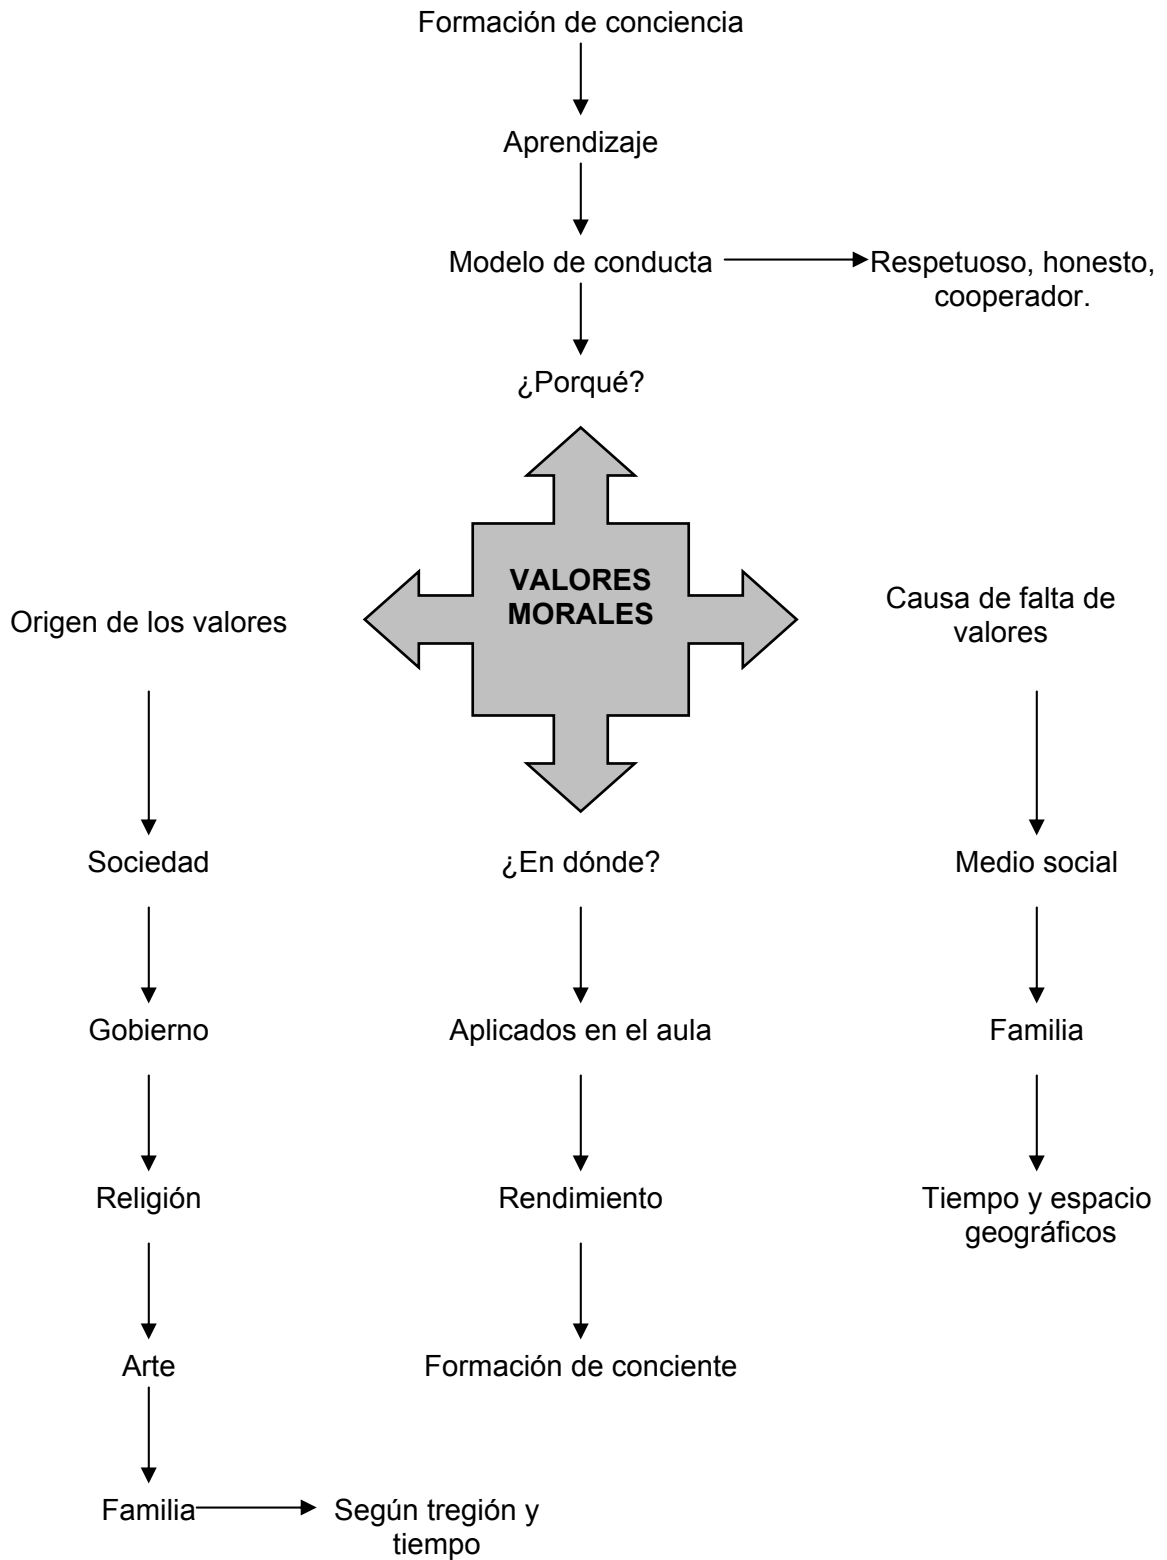 Formación de conciencia
Aprendizaje
Modelo de conducta
Respetuoso, honesto,
cooperador.
¿Porqué?
VALORES
MORALES
Origen de los valores
Causa de falta de
valores
Sociedad
¿En dónde?
Medio social
Gobierno
Aplicados en el aula
Familia
Religión
Rendimiento
Tiempo y espacio
geográficos
Arte
Formación de conciente
Familia
Según tregión y
tiempo